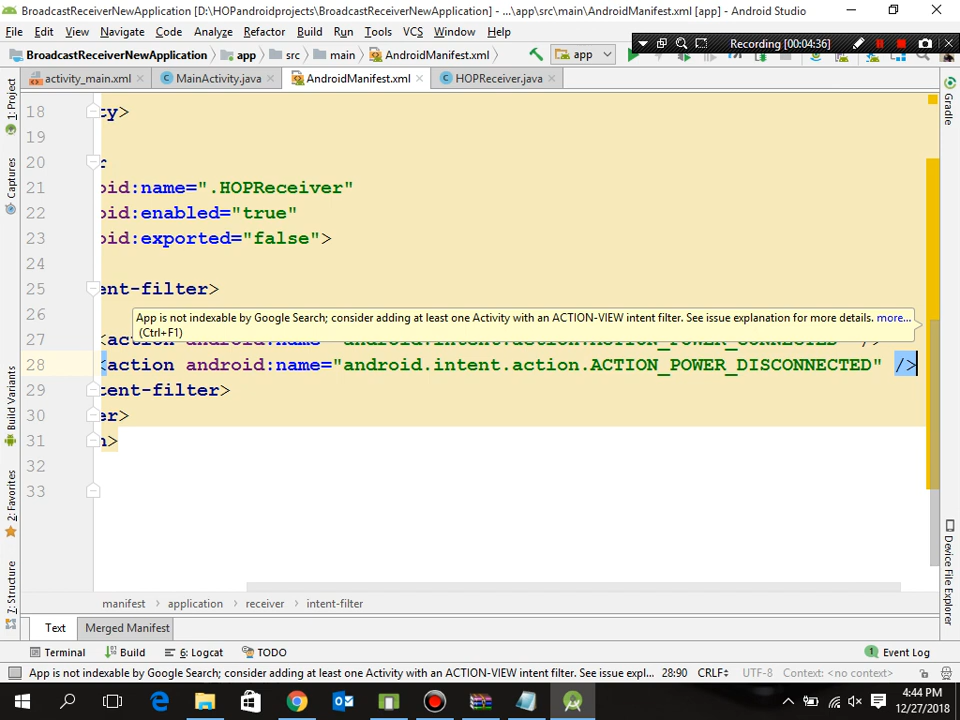 BroadcastReceiverNewApplication [D:\HOPandroidprojects\BroadcastReceiverNewApplication] - ...\app\src\main\AndroidManifest.xml [app] - Android Studio
File Edit View Navigate Code Analyze Refactor Build Run Tools VCS Window Help
BroadcastReceiverNewApplication app src main AndroidManifest.xml app Recording [00:04:36]
activity_main.xml MainActivity.java AndroidManifest.xml HOPReceiver.java
1: Project
Captures
Build Variants
2: Favorites
7: Structure
18 ty>
19
20 r
21 oid:name=".HOPReceiver"
22 oid:enabled="true"
23 oid:exported="false">
24
25 ent-filter>
26
App is not indexable by Google Search; consider adding at least one Activity with an ACTION-VIEW intent filter. See issue explanation for more details. more...
(Ctrl+F1)
27 <action android:name="android.intent.action.ACTION_POWER_CONNECTED" />
28 <action android:name="android.intent.action.ACTION_POWER_DISCONNECTED" />
29 tent-filter>
30 er>
31 n>
32
33
Gradle
Device File Explorer
manifest › application › receiver › intent-filter
Text Merged Manifest
Terminal Build 6: Logcat TODO Event Log
App is not indexable by Google Search; consider adding at least one Activity with an ACTION-VIEW intent filter. See issue expl... 28:90 CRLF UTF-8 Context: <no context>
4:44 PM
12/27/2018